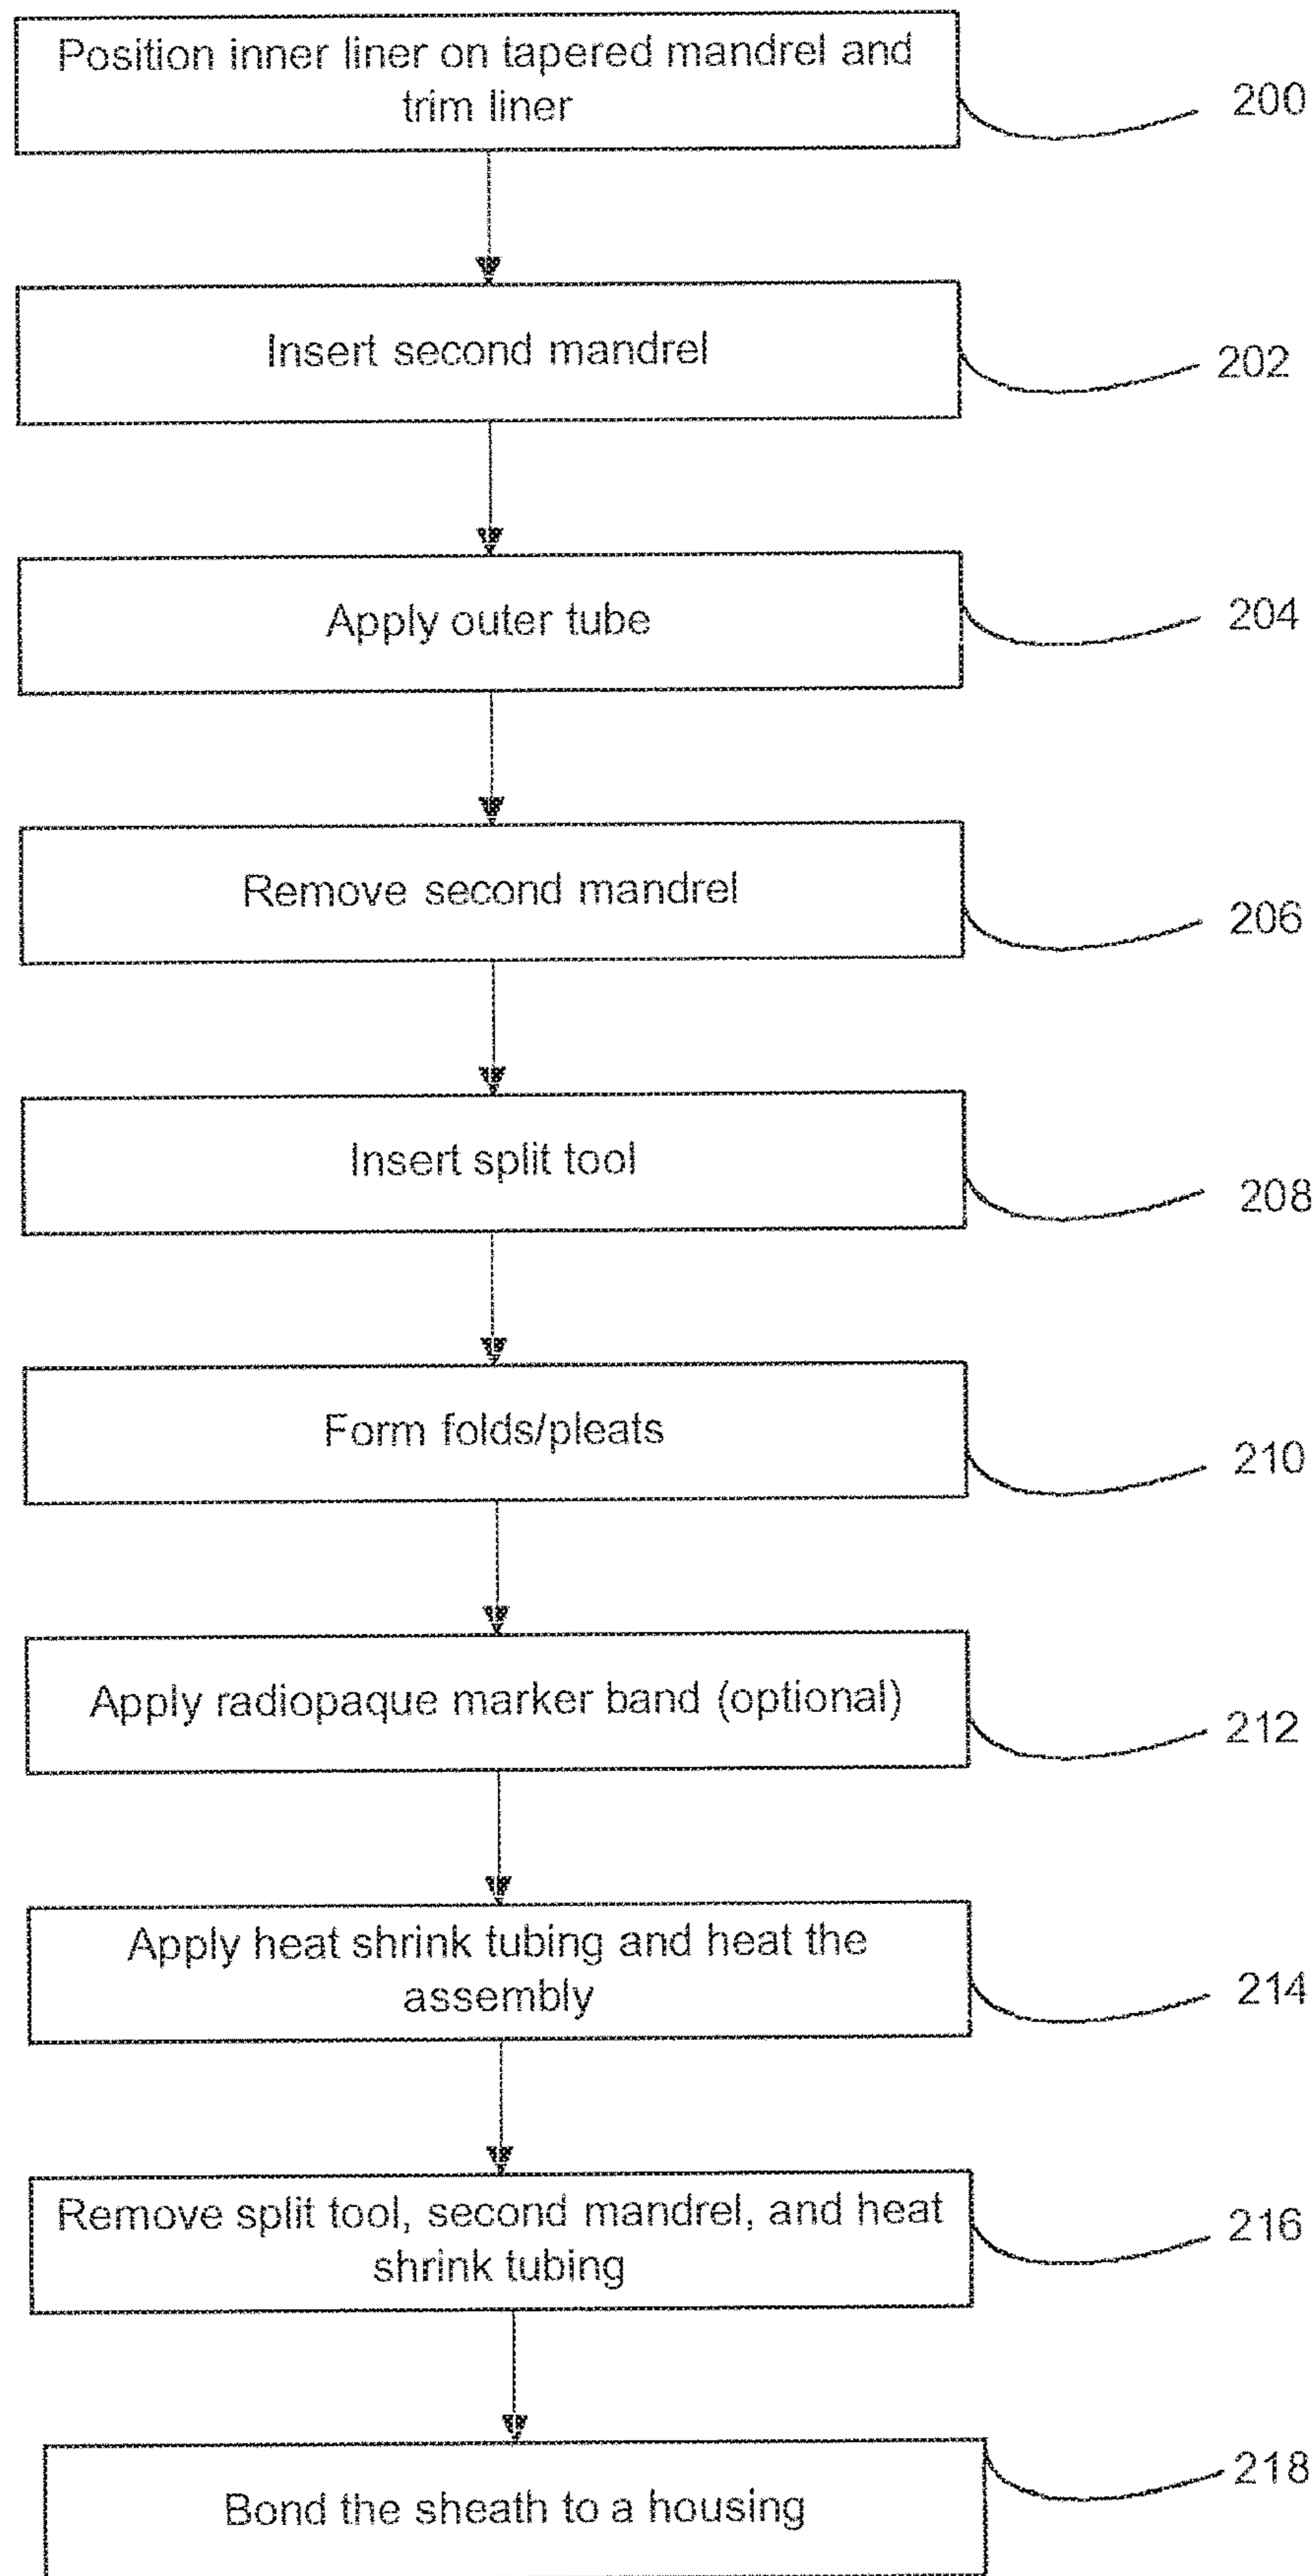 Position inner liner on tapered mandrel and
trim liner
200
Insert second mandrel
202
Apply outer tube
204
Remove second mandrel
206
Insert split tool
208
Form folds/pleats
210
Apply radiopaque marker band (optional)
212
Apply heat shrink tubing and heat the
assembly
214
Remove split tool, second mandrel, and heat
shrink tubing
216
Bond the sheath to a housing
218